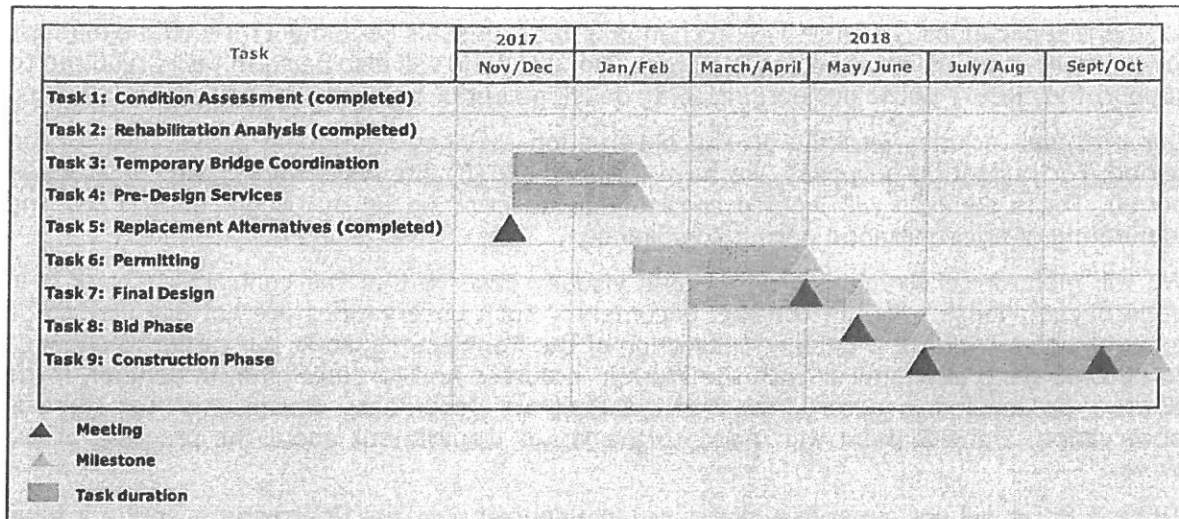 Task
2017
2018
Nov/Dec
Jan/Feb
March/April
May/June
July/Aug
Sept/Oct
Task 1: Condition Assessment (completed)
Task 2: Rehabilitation Analysis (completed)
Task 3: Temporary Bridge Coordination
Task 4: Pre-Design Services
Task 5: Replacement Alternatives (completed)
Task 6: Permitting
Task 7: Final Design
Task 8: Bid Phase
Task 9: Construction Phase
Meeting
Milestone
Task duration